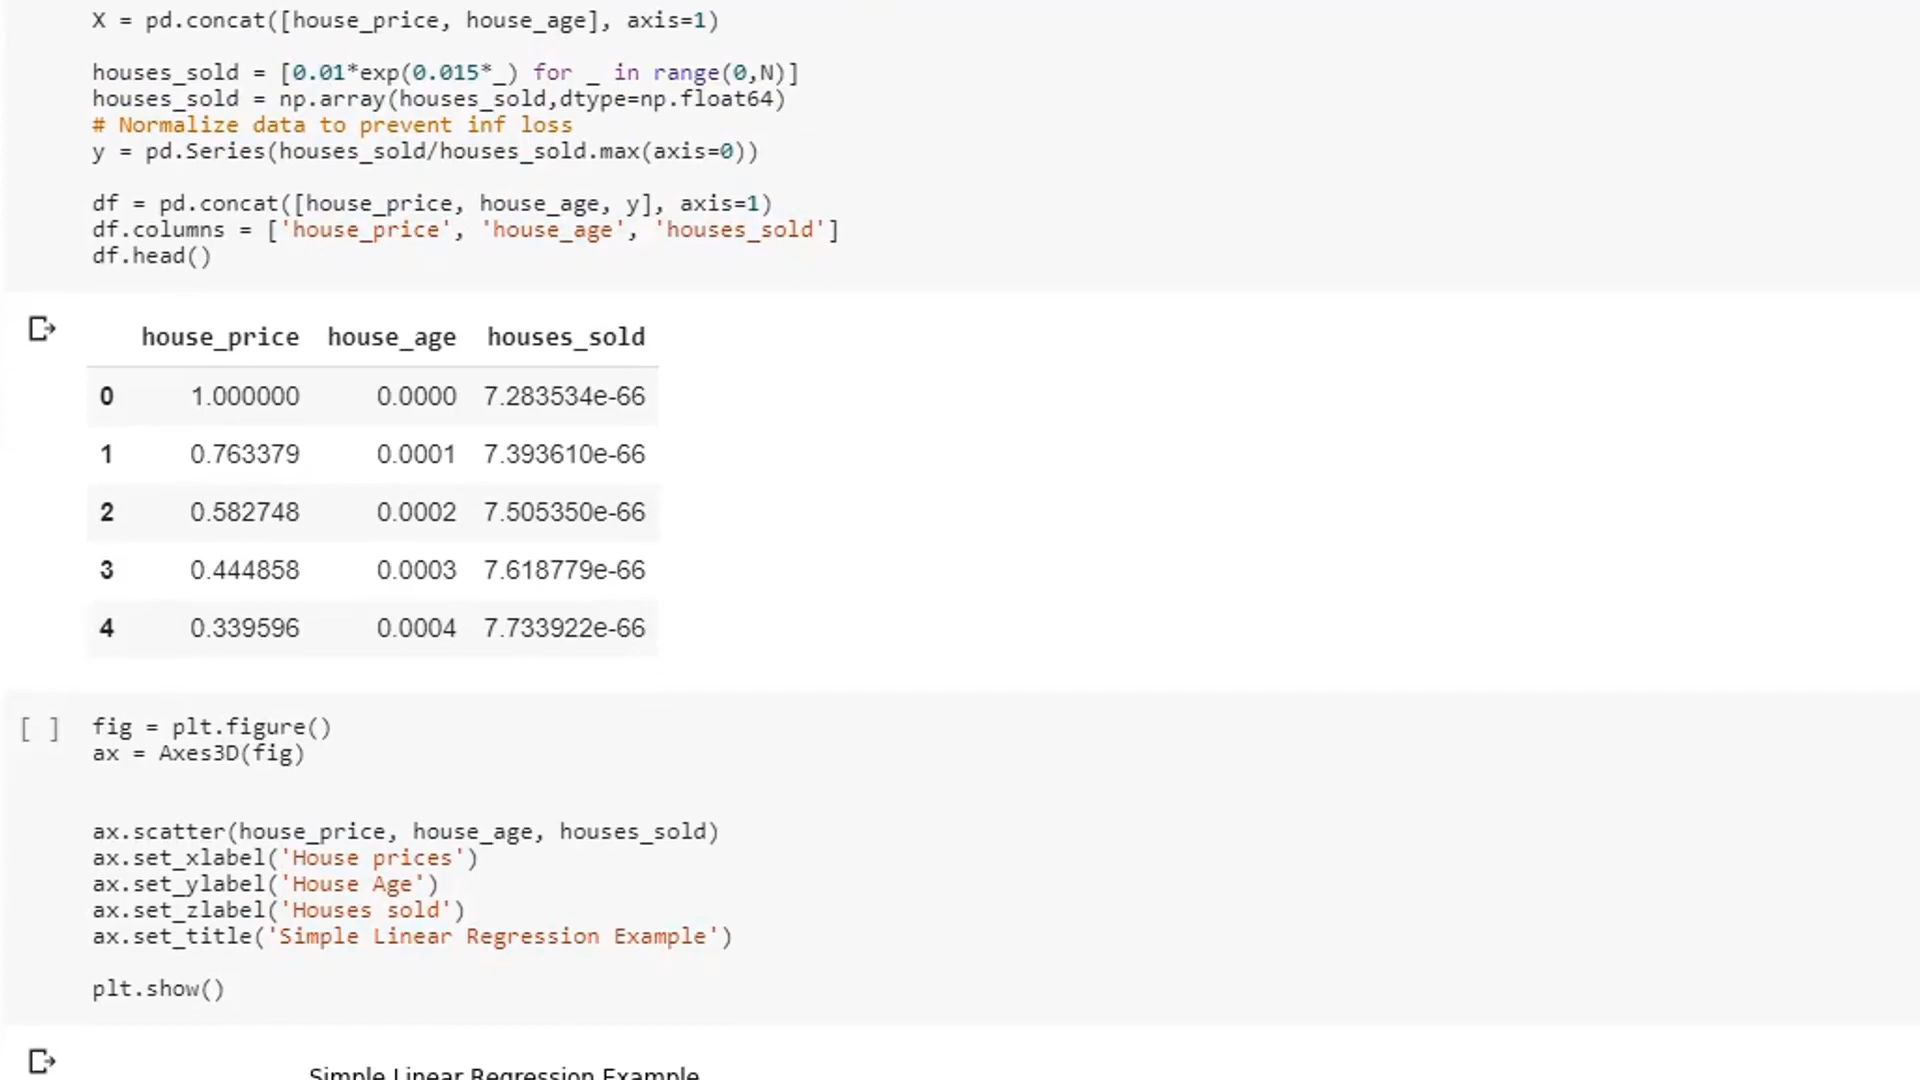 X = pd.concat([house_price, house_age], axis=1)
houses_sold = [0.01*exp(0.015*_) for _ in range(0,N)]
houses_sold = np.array(houses_sold,dtype=np.float64)
# Normalize data to prevent inf loss
y = pd.Series(houses_sold/houses_sold.max(axis=0))
df = pd.concat([house_price, house_age, y], axis=1)
df.columns = ['house_price', 'house_age', 'houses_sold']
df.head()
house_price house_age houses_sold
0 1.000000 0.0000 7.283534e-66
1 0.763379 0.0001 7.393610e-66
2 0.582748 0.0002 7.505350e-66
3 0.444858 0.0003 7.618779e-66
4 0.339596 0.0004 7.733922e-66
[ ] fig = plt.figure()
ax = Axes3D(fig)
ax.scatter(house_price, house_age, houses_sold)
ax.set_xlabel('House prices')
ax.set_ylabel('House Age')
ax.set_zlabel('Houses sold')
ax.set_title('Simple Linear Regression Example')
plt.show()
Simple Linear Regression Example